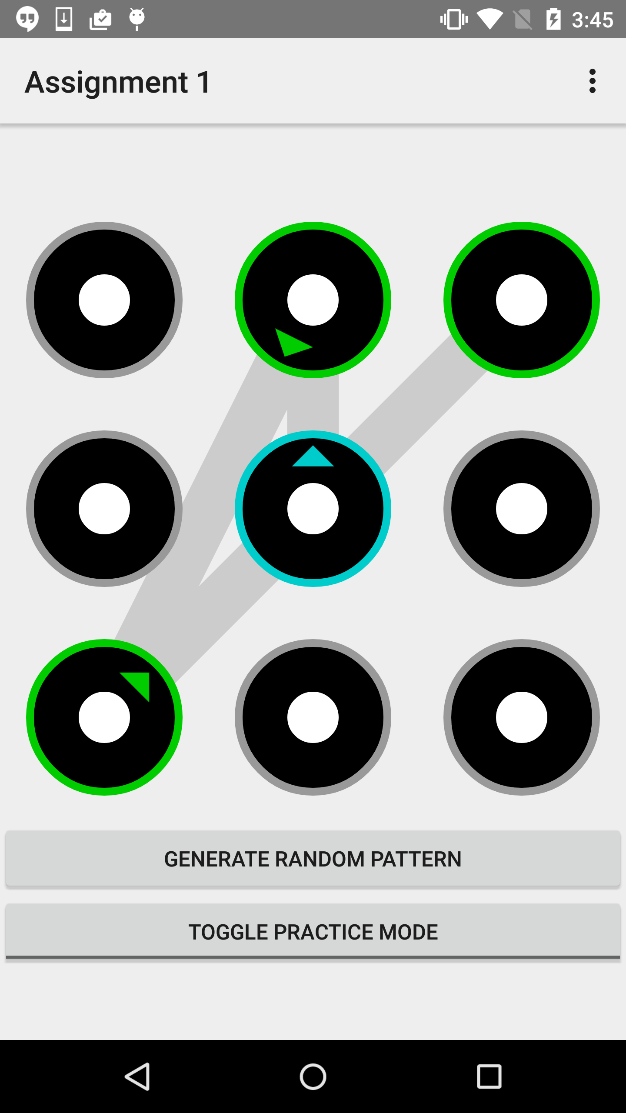 3:45
Assignment 1
GENERATE RANDOM PATTERN
TOGGLE PRACTICE MODE